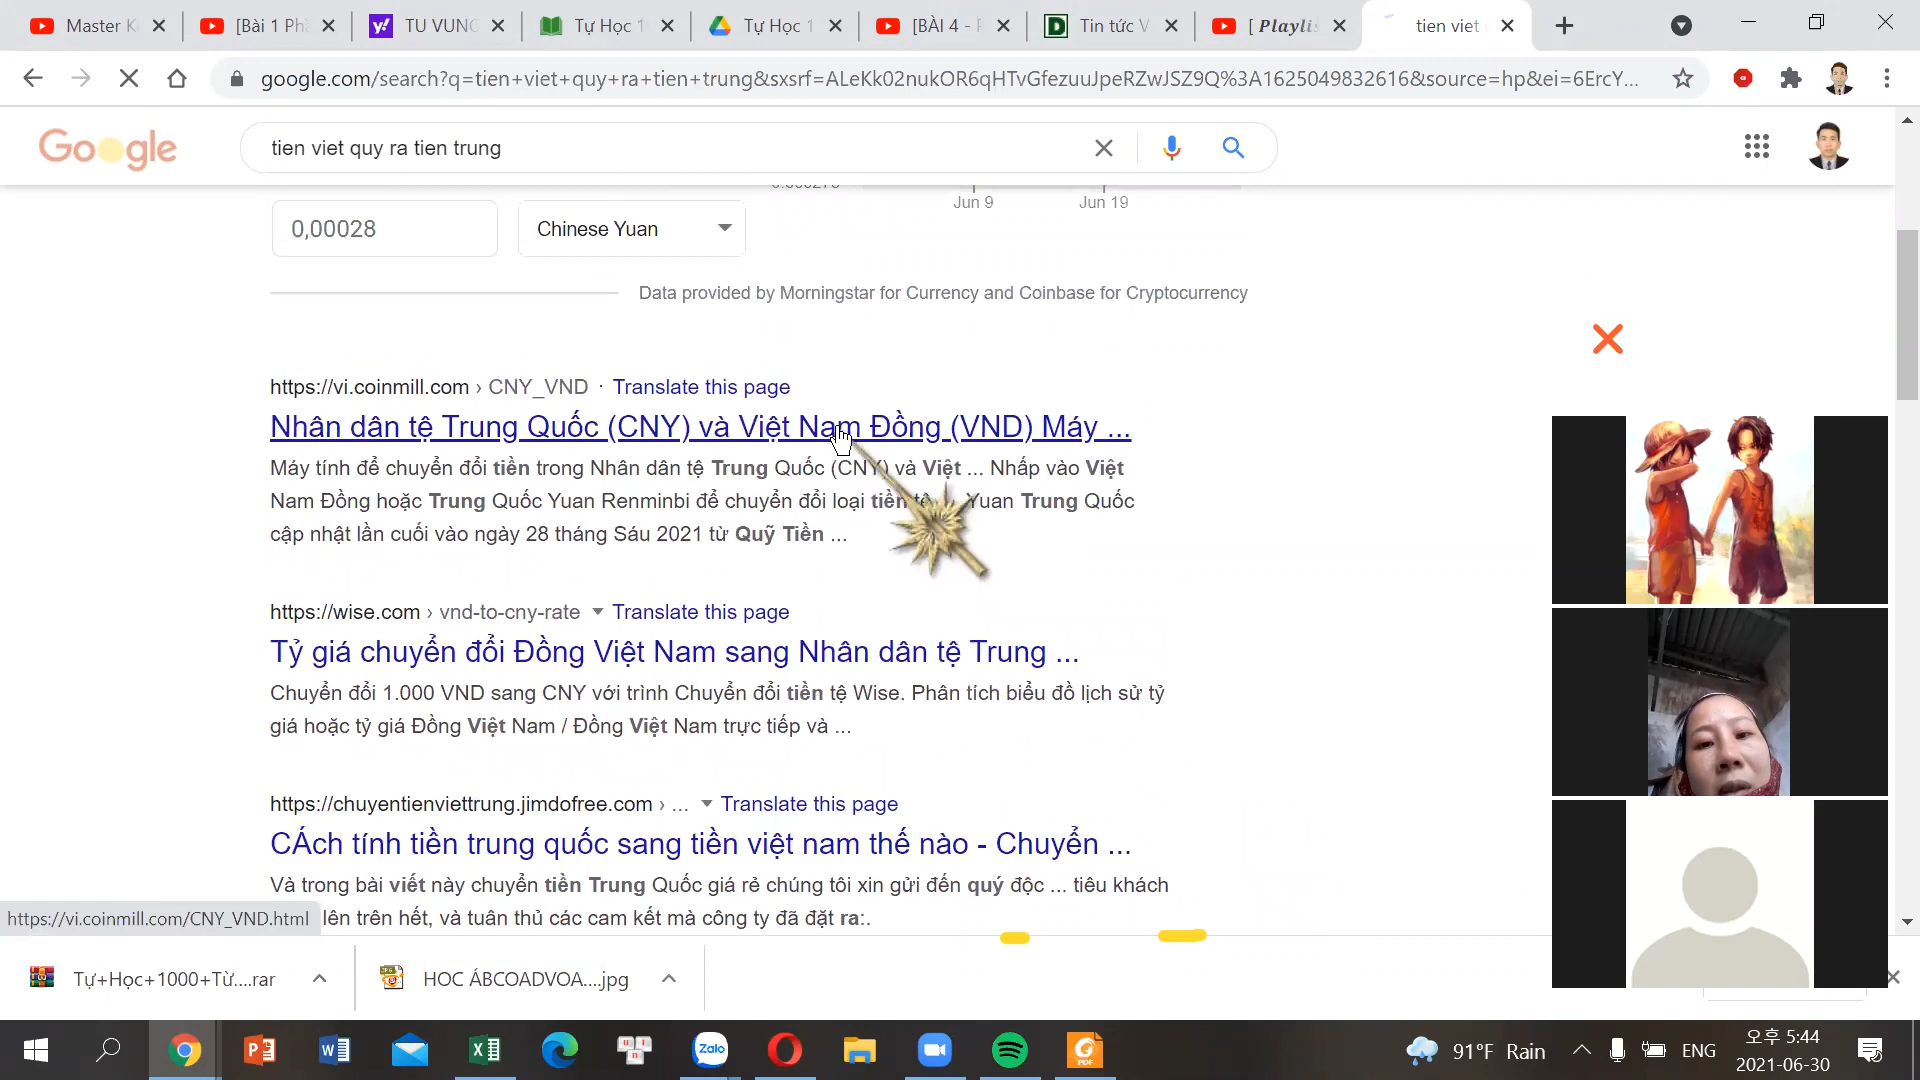 Master K
[Bài 1 Ph
TU VUNG
Tự Học 1
Tự Học 1
[BÀI 4 - P
Tin tức V
[ Playlis
tien viet
google.com/search?q=tien+viet+quy+ra+tien+trung&sxsrf=ALeKk02nukOR6qHTvGfezuuJpeRZwJSZ9Q%3A1625049832616&source=hp&ei=6ErcY...
Google
tien viet quy ra tien trung
Jun 9
Jun 19
0,00028
Chinese Yuan
Data provided by Morningstar for Currency and Coinbase for Cryptocurrency
https://vi.coinmill.com › CNY_VND · Translate this page
Nhân dân tệ Trung Quốc (CNY) và Việt Nam Đồng (VND) Máy ...
Máy tính để chuyển đổi tiền trong Nhân dân tệ Trung Quốc (CNY) và Việt ... Nhấp vào Việt
Nam Đồng hoặc Trung Quốc Yuan Renminbi để chuyển đổi loại tiền tệ ... Yuan Trung Quốc
cập nhật lần cuối vào ngày 28 tháng Sáu 2021 từ Quỹ Tiền ...
https://wise.com › vnd-to-cny-rate Translate this page
Tỷ giá chuyển đổi Đồng Việt Nam sang Nhân dân tệ Trung ...
Chuyển đổi 1.000 VND sang CNY với trình Chuyển đổi tiền tệ Wise. Phân tích biểu đồ lịch sử tỷ
giá hoặc tỷ giá Đồng Việt Nam / Đồng Việt Nam trực tiếp và ...
https://chuyentienviettrung.jimdofree.com › ... Translate this page
CÁch tính tiền trung quốc sang tiền việt nam thế nào - Chuyển ...
Và trong bài viết này chuyển tiền Trung Quốc giá rẻ chúng tôi xin gửi đến quý độc ... tiêu khách
lên trên hết, và tuân thủ các cam kết mà công ty đã đặt ra:.
https://vi.coinmill.com/CNY_VND.html
Tự+Học+1000+Từ....rar
HOC ÁBCOADVOA....jpg
Zalo
PDF
91°F Rain
ENG
오후 5:44
2021-06-30